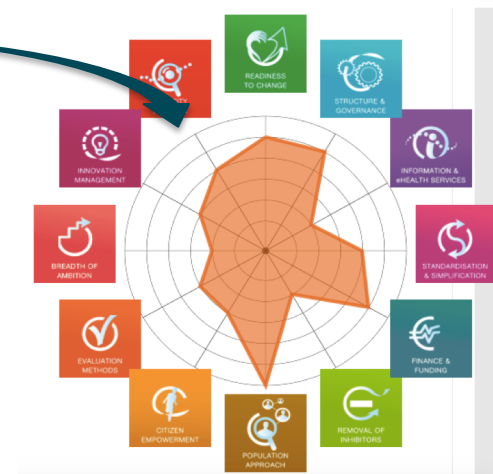 READINESS
TO CHANGE
STRUCTURE &
GOVERNANCE
INFORMATION &
eHEALTH SERVICES
STANDARDISATION
& SIMPLIFICATION
FINANCE &
FUNDING
REMOVAL OF
INHIBITORS
POPULATION
APPROACH
CITIZEN
EMPOWERMENT
EVALUATION
METHODS
BREADTH OF
AMBITION
INNOVATION
MANAGEMENT